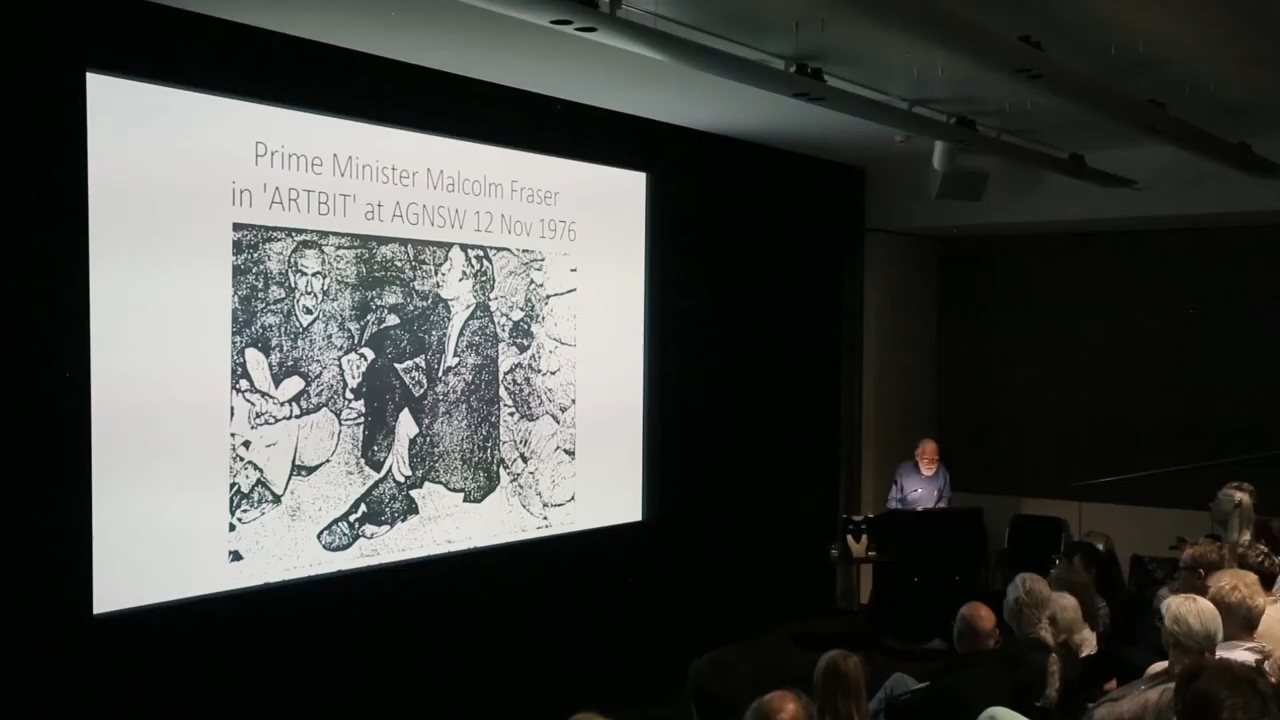 Prime Minister Malcolm Fraser
in 'ARTBIT' at AGNSW 12 Nov 1976